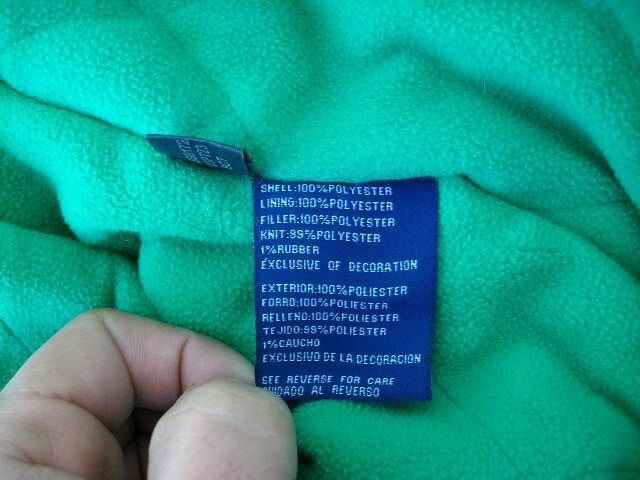 SHELL:100%POLYESTER
LINING:100%POLYESTER
FILLER:100%POLYESTER
KNIT:99%POLYESTER
1%RUBBER
EXCLUSIVE OF DECORATION
EXTERIOR:100%POLIESTER
FORRO:100%POLIESTER
RELLENO:100%POLIESTER
TEJIDO:99%POLIESTER
1%CAUCHO
EXCLUSIVO DE LA DECORACION
SEE REVERSE FOR CARE
CUIDADO AL REVERSO